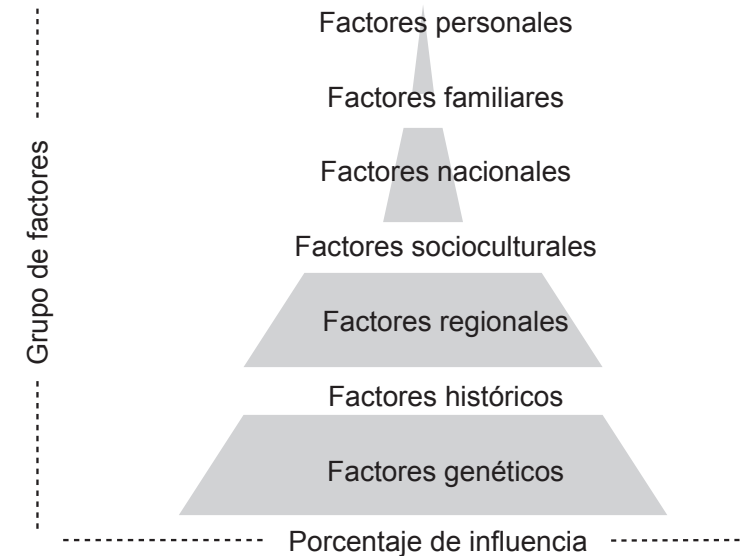 Factores personales
Factores familiares
Factores nacionales
Factores socioculturales
Factores regionales
Factores históricos
Factores genéticos
Grupo de factores
Porcentaje de influencia